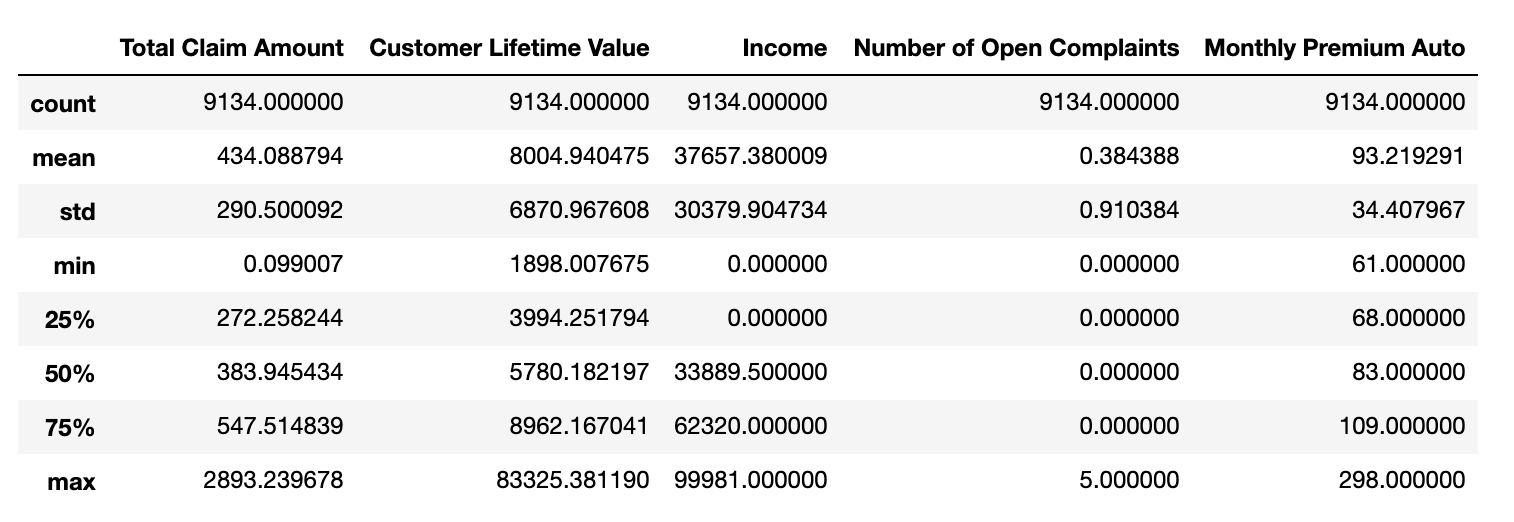 Total Claim Amount Customer Lifetime Value Income Number of Open Complaints Monthly Premium Auto
count 9134.000000 9134.000000 9134.000000 9134.000000 9134.000000
mean 434.088794 8004.940475 37657.380009 0.384388 93.219291
std 290.500092 6870.967608 30379.904734 0.910384 34.407967
min 0.099007 1898.007675 0.000000 0.000000 61.000000
25% 272.258244 3994.251794 0.000000 0.000000 68.000000
50% 383.945434 5780.182197 33889.500000 0.000000 83.000000
75% 547.514839 8962.167041 62320.000000 0.000000 109.000000
max 2893.239678 83325.381190 99981.000000 5.000000 298.000000